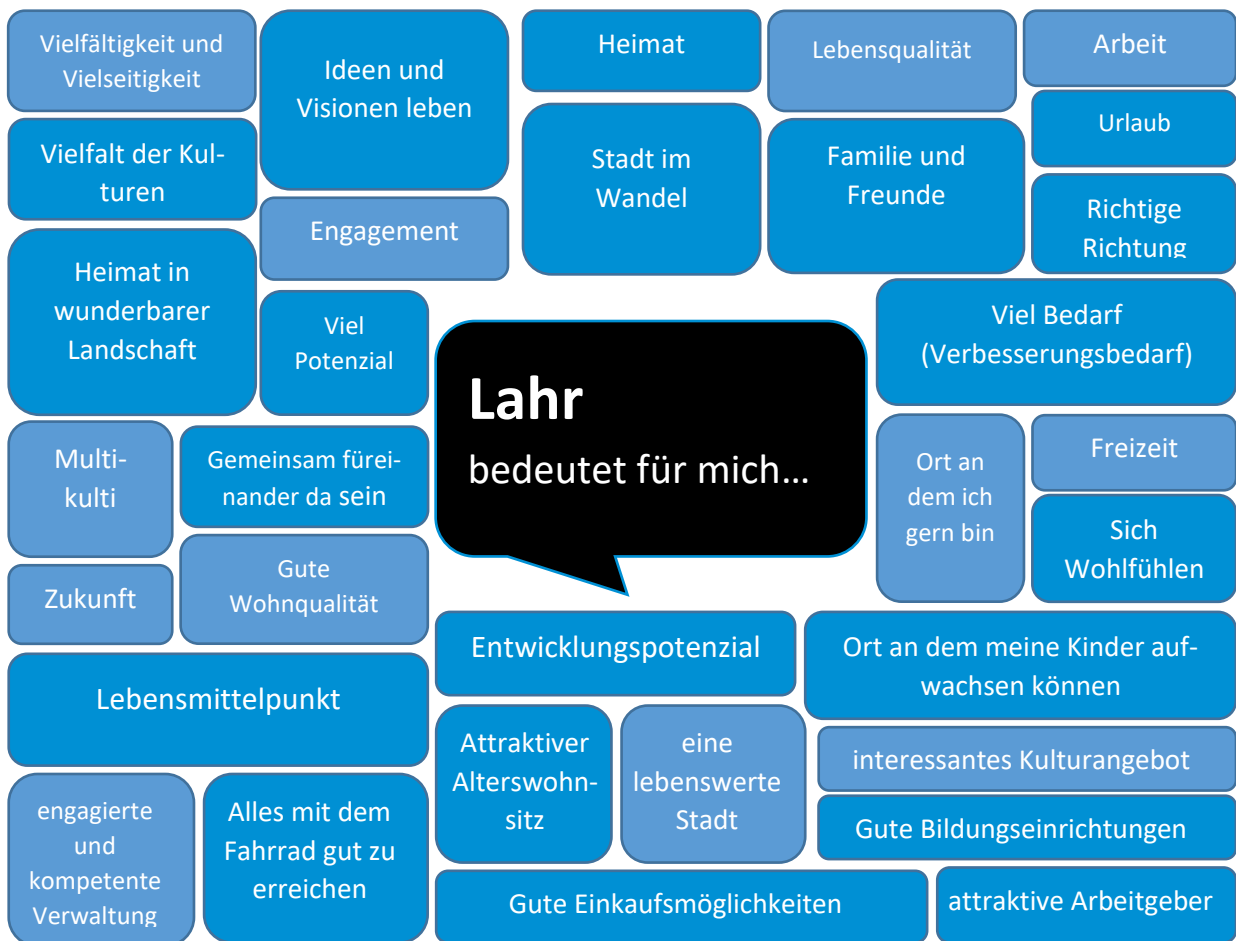 Vielfältigkeit und
Vielseitigkeit
Ideen und
Visionen leben
Heimat
Lebensqualität
Arbeit
Urlaub
Vielfalt der Kul-
turen
Stadt im
Wandel
Familie und
Freunde
Richtige
Richtung
Engagement
Heimat in
wunderbarer
Landschaft
Viel
Potenzial
Viel Bedarf
(Verbesserungsbedarf)
Lahr
bedeutet für mich…
Multi-
kulti
Gemeinsam fürei-
nander da sein
Ort an
dem ich
gern bin
Freizeit
Sich
Wohlfühlen
Zukunft
Gute
Wohnqualität
Entwicklungspotenzial
Ort an dem meine Kinder auf-
wachsen können
Lebensmittelpunkt
Attraktiver
Alterswohn-
sitz
eine
lebenswerte
Stadt
interessantes Kulturangebot
Gute Bildungseinrichtungen
engagierte
und
kompetente
Verwaltung
Alles mit dem
Fahrrad gut zu
erreichen
Gute Einkaufsmöglichkeiten
attraktive Arbeitgeber